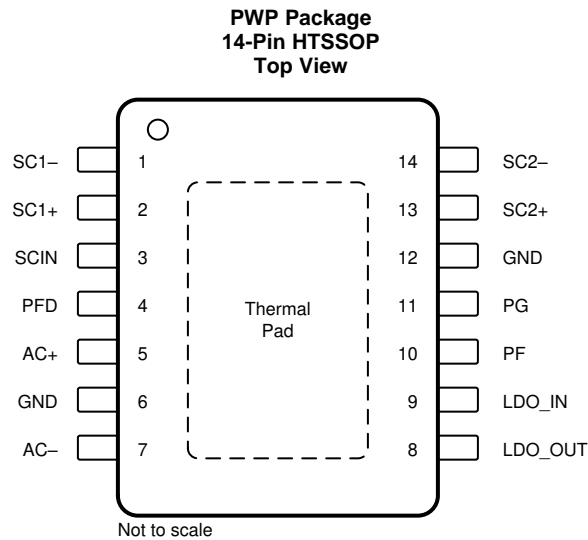 PWP Package
14-Pin HTSSOP
Top View
SC1– 1
SC1+ 2
SCIN 3
PFD 4
AC+ 5
GND 6
AC– 7
Thermal
Pad
14 SC2–
13 SC2+
12 GND
11 PG
10 PF
9 LDO_IN
8 LDO_OUT
Not to scale